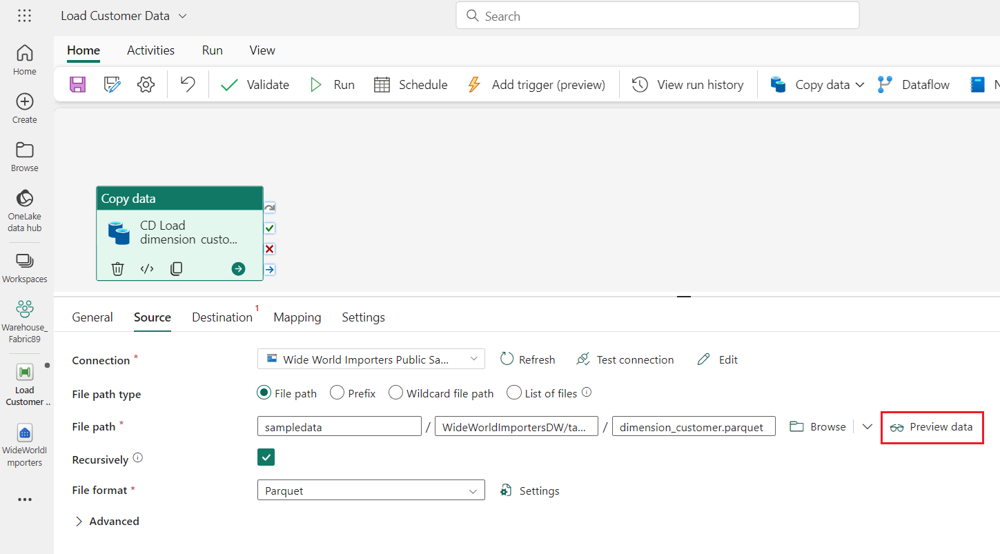 Load Customer Data
Search
Home
Create
Browse
OneLake
data hub
Workspaces
Warehouse_
Fabric89
Load
Customer ..
WideWorldI
mporters
Home Activities Run View
Validate Run Schedule Add trigger (preview) View run history Copy data Dataflow N
Copy data
CD Load
dimension_custo...
General Source Destination 1 Mapping Settings
Connection * Wide World Importers Public Sa... Refresh Test connection Edit
File path type File path Prefix Wildcard file path List of files
File path * sampledata / WideWorldImportersDW/ta... / dimension_customer.parquet Browse Preview data
Recursively
File format * Parquet Settings
Advanced